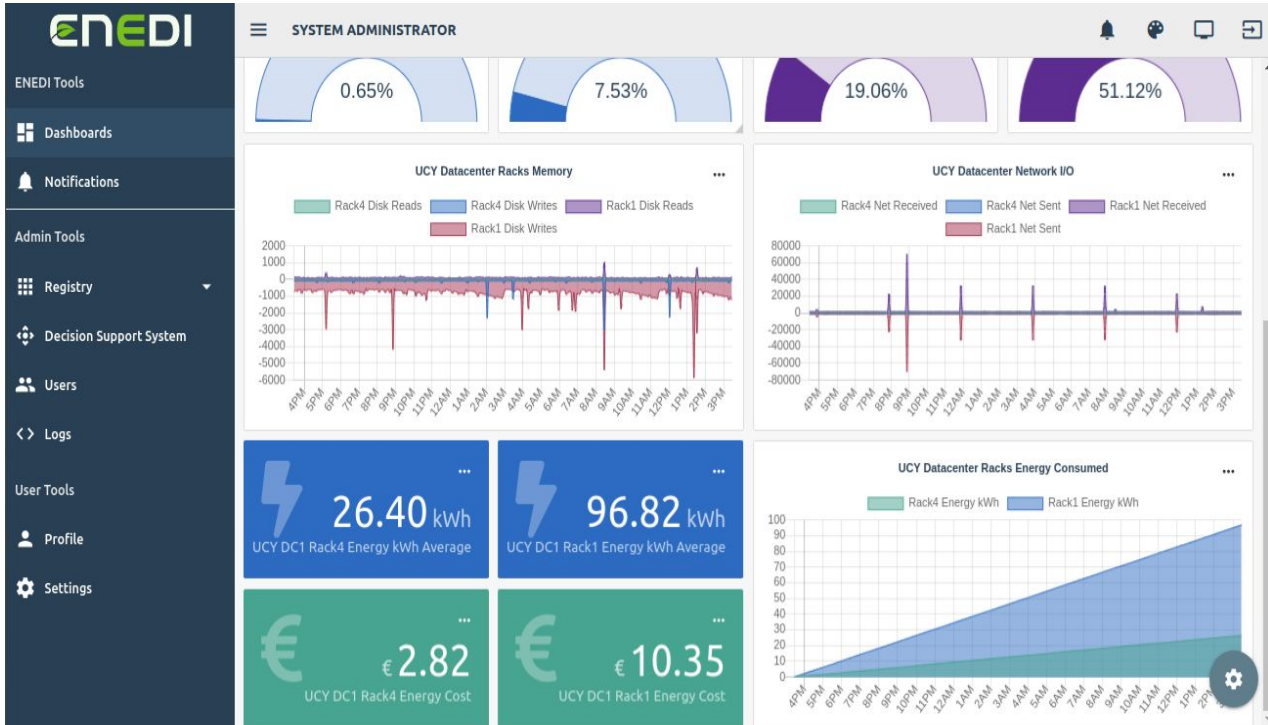 ENEDI
SYSTEM ADMINISTRATOR
ENEDI Tools
Dashboards
Notifications
Admin Tools
Registry
Decision Support System
Users
Logs
User Tools
Profile
Settings
0.65%
7.53%
19.06%
51.12%
UCY Datacenter Racks Memory
...
Rack4 Disk Reads Rack4 Disk Writes Rack1 Disk Reads
Rack1 Disk Writes
2000
1000
0
-1000
-2000
-3000
-4000
-5000
-6000
4PM 5PM 6PM 7PM 8PM 9PM 10PM 11PM 12AM 1AM 2AM 3AM 4AM 5AM 6AM 7AM 8AM 9AM 10AM 11AM 12PM 1PM 2PM 3PM
UCY Datacenter Network I/O
...
Rack4 Net Received Rack4 Net Sent Rack1 Net Received
Rack1 Net Sent
80000
60000
40000
20000
0
-20000
-40000
-60000
-80000
4PM 5PM 6PM 7PM 8PM 9PM 10PM 11PM 12AM 1AM 2AM 3AM 4AM 5AM 6AM 7AM 8AM 9AM 10AM 11AM 12PM 1PM 2PM 3PM
...
26.40 kWh
UCY DC1 Rack4 Energy kWh Average
...
96.82 kWh
UCY DC1 Rack1 Energy kWh Average
...
€ 2.82
UCY DC1 Rack4 Energy Cost
...
€ 10.35
UCY DC1 Rack1 Energy Cost
UCY Datacenter Racks Energy Consumed
...
Rack4 Energy kWh Rack1 Energy kWh
100
90
80
70
60
50
40
30
20
10
0
4PM 5PM 6PM 7PM 8PM 9PM 10PM 11PM 12AM 1AM 2AM 3AM 4AM 5AM 6AM 7AM 8AM 9AM 10AM 11AM 12PM 1PM